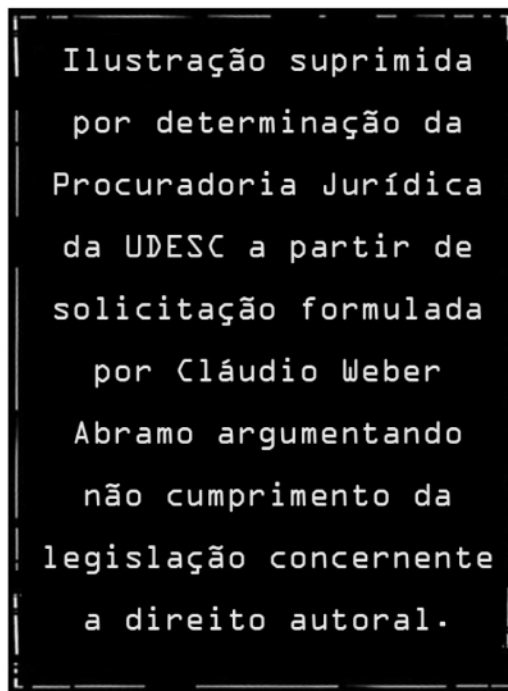 Ilustração suprimida
por determinação da
Procuradoria Jurídica
da UDESC a partir de
solicitação formulada
por Cláudio Weber
Abramo argumentando
não cumprimento da
legislação concernente
a direito autoral.